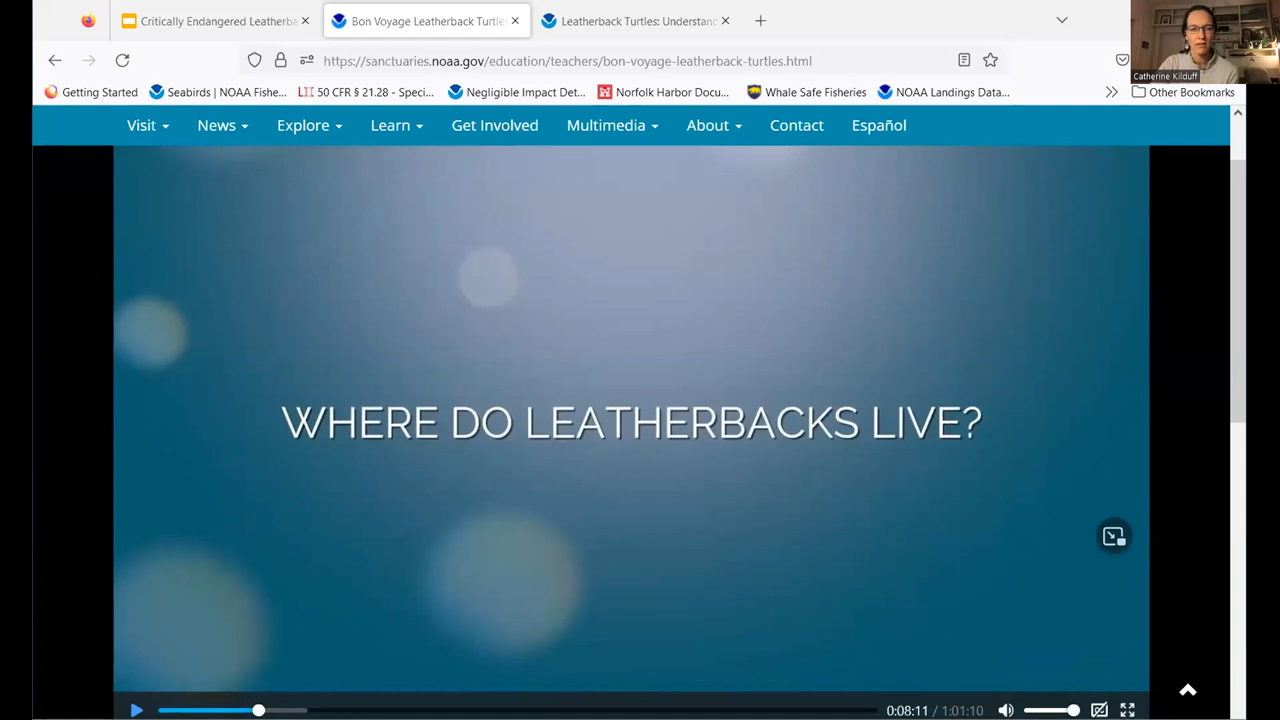 Critically Endangered Leatherba
Bon Voyage Leatherback Turtles
Leatherback Turtles: Understand
https://sanctuaries.noaa.gov/education/teachers/bon-voyage-leatherback-turtles.html
Catherine Kilduff
Getting Started
Seabirds | NOAA Fishe...
LII 50 CFR § 21.28 - Speci...
Negligible Impact Det...
Norfolk Harbor Docu...
Whale Safe Fisheries
NOAA Landings Data...
Other Bookmarks
Visit
News
Explore
Learn
Get Involved
Multimedia
About
Contact
Español
WHERE DO LEATHERBACKS LIVE?
0:08:11 / 1:01:10